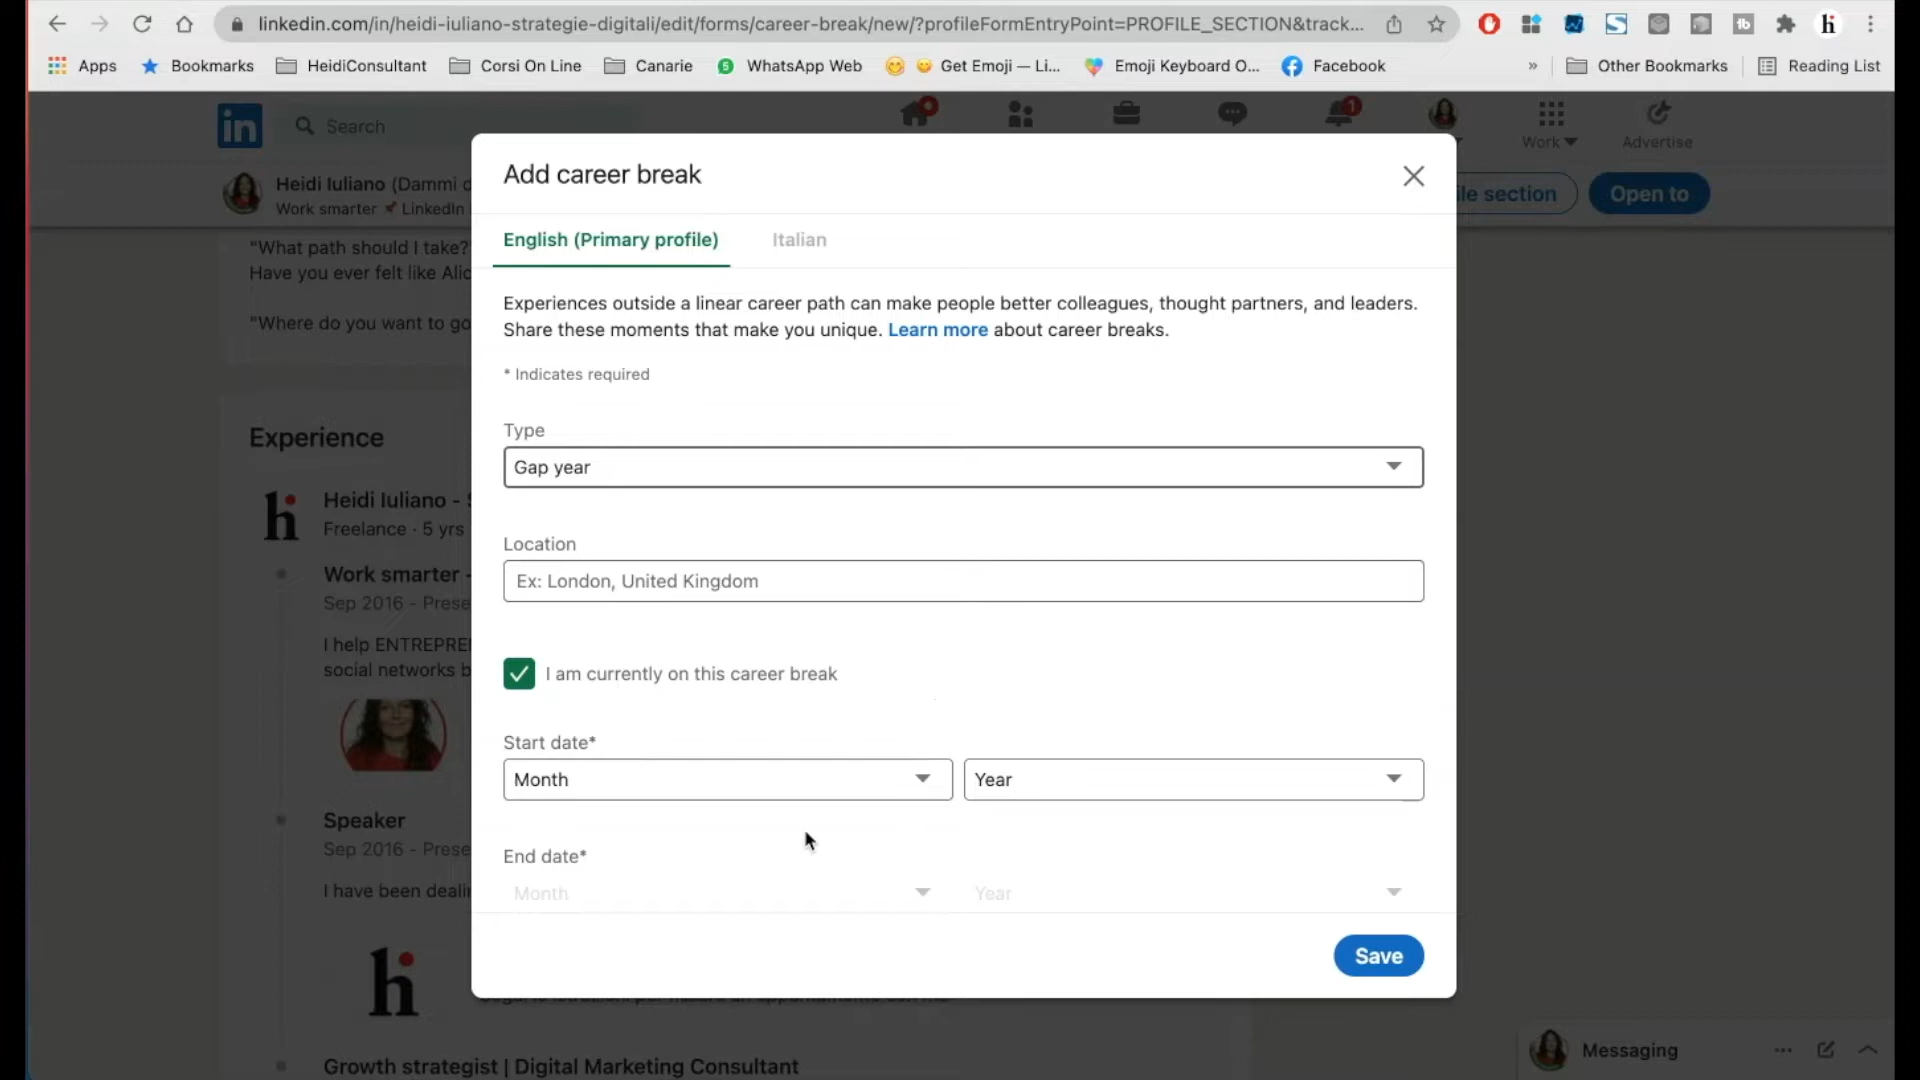 linkedin.com/in/heidi-iuliano-strategie-digitali/edit/forms/career-break/new/?profileFormEntryPoint=PROFILE_SECTION&track...
Apps Bookmarks HeidiConsultant Corsi On Line Canarie WhatsApp Web Get Emoji — Li... Emoji Keyboard O... Facebook » Other Bookmarks Reading List
in Search 1 Work Advertise
Heidi Iuliano (Dammi
Work smarter LinkedIn
file section Open to
Add career break
English (Primary profile) Italian
"What path should I take?"
Have you ever felt like Alic
"Where do you want to go
Experiences outside a linear career path can make people better colleagues, thought partners, and leaders.
Share these moments that make you unique. Learn more about career breaks.
* Indicates required
Experience
Type
Gap year
Heidi Iuliano -
Freelance · 5 yrs
Location
Ex: London, United Kingdom
Work smarter -
Sep 2016 - Prese
I help ENTREPRE
social networks b
I am currently on this career break
Start date*
Month Year
Speaker
Sep 2016 - Prese
I have been deali
End date*
Month Year
Save
Growth strategist | Digital Marketing Consultant
Messaging